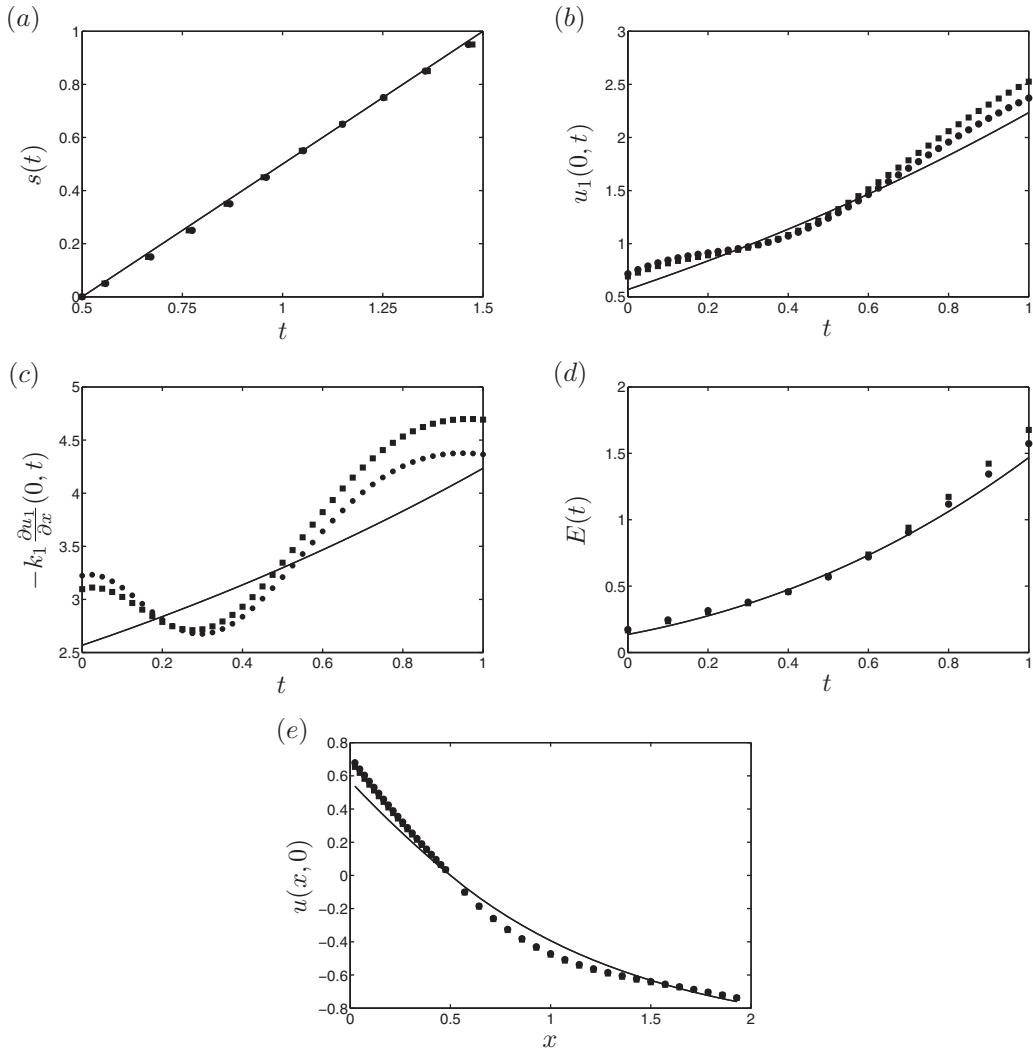 (a)
s(t)
1
0.8
0.6
0.4
0.2
0
0.5 0.75 1 1.25 1.5
t
(b)
u₁(0, t)
3
2.5
2
1.5
1
0.5
0 0.2 0.4 0.6 0.8 1
t
(c)
−k₁ ∂u₁/∂x (0, t)
5
4.5
4
3.5
3
2.5
0 0.2 0.4 0.6 0.8 1
t
(d)
E(t)
2
1.5
1
0.5
0
0 0.2 0.4 0.6 0.8 1
t
(e)
u(x, 0)
0.8
0.6
0.4
0.2
0
−0.2
−0.4
−0.6
−0.8
0 0.5 1 1.5 2
x